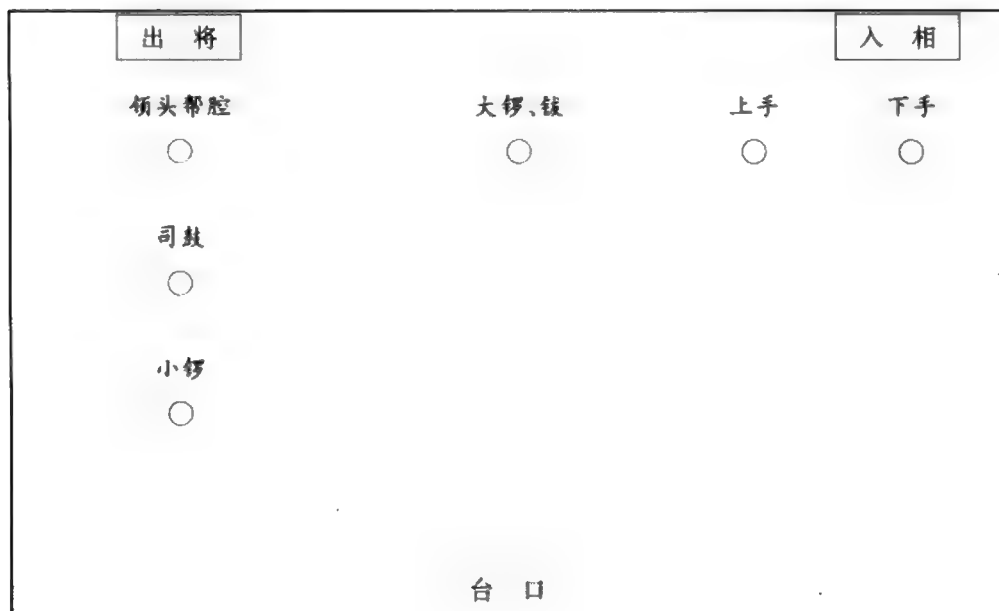 出 将 入 相
领头帮腔 大锣、钹 上手 下手
司鼓
小锣
台 口